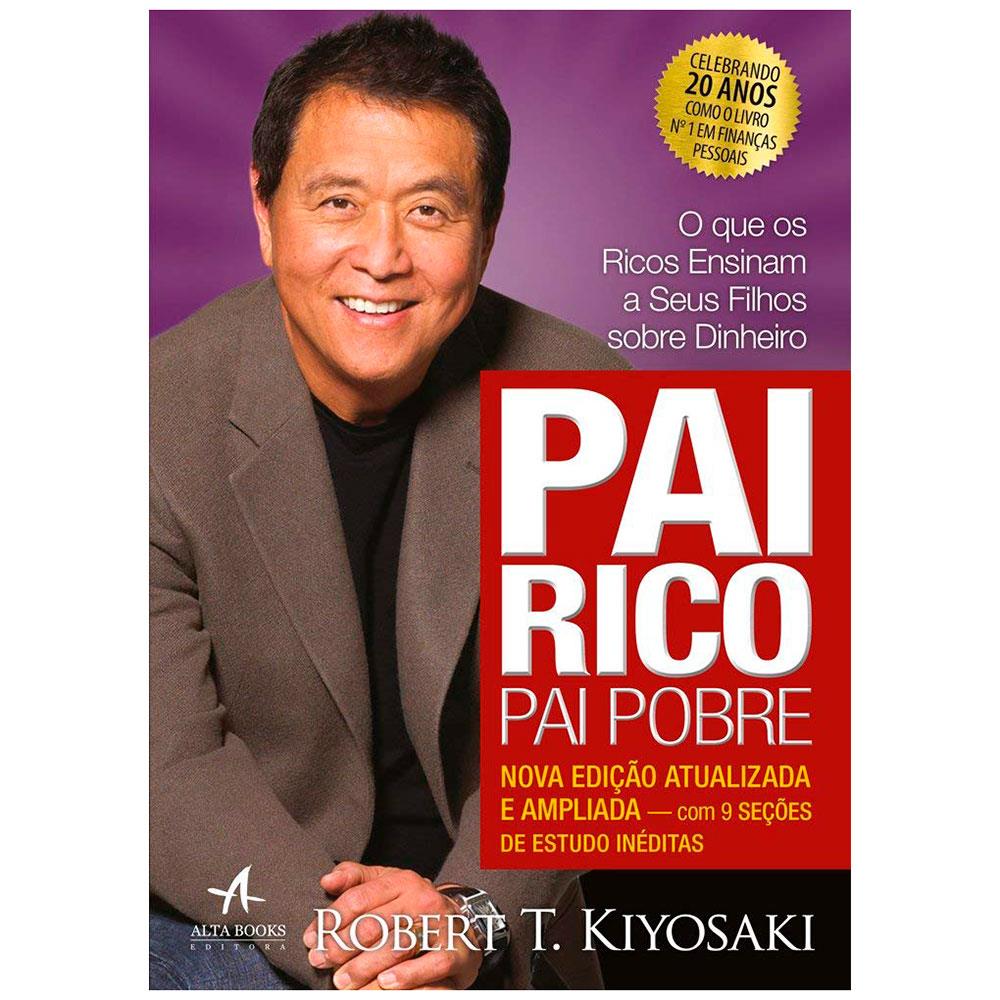 CELEBRANDO
20 ANOS
COMO O LIVRO
Nº 1 EM FINANÇAS
PESSOAIS
O que os
Ricos Ensinam
a Seus Filhos
sobre Dinheiro
PAI
RICO
PAI POBRE
NOVA EDIÇÃO ATUALIZADA
E AMPLIADA — com 9 SEÇÕES
DE ESTUDO INÉDITAS
ALTA BOOKS
EDITORA
ROBERT T. KIYOSAKI